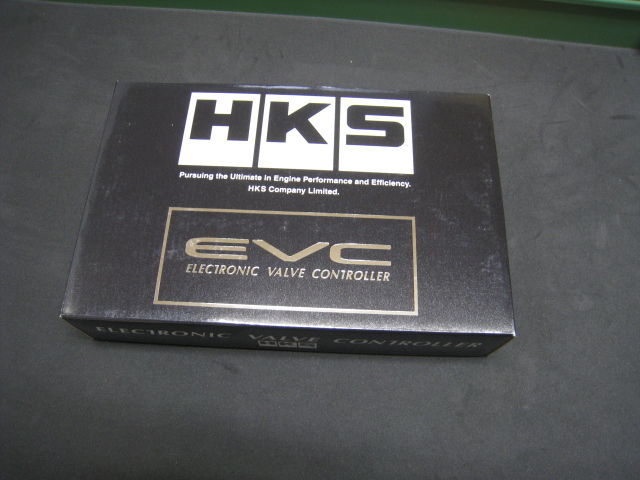 HKS
Pursuing the Ultimate in Engine Performance and Efficiency.
HKS Company Limited.
EVC
ELECTRONIC VALVE CONTROLLER
ELECTRONIC VALVE CONTROLLER
HKS